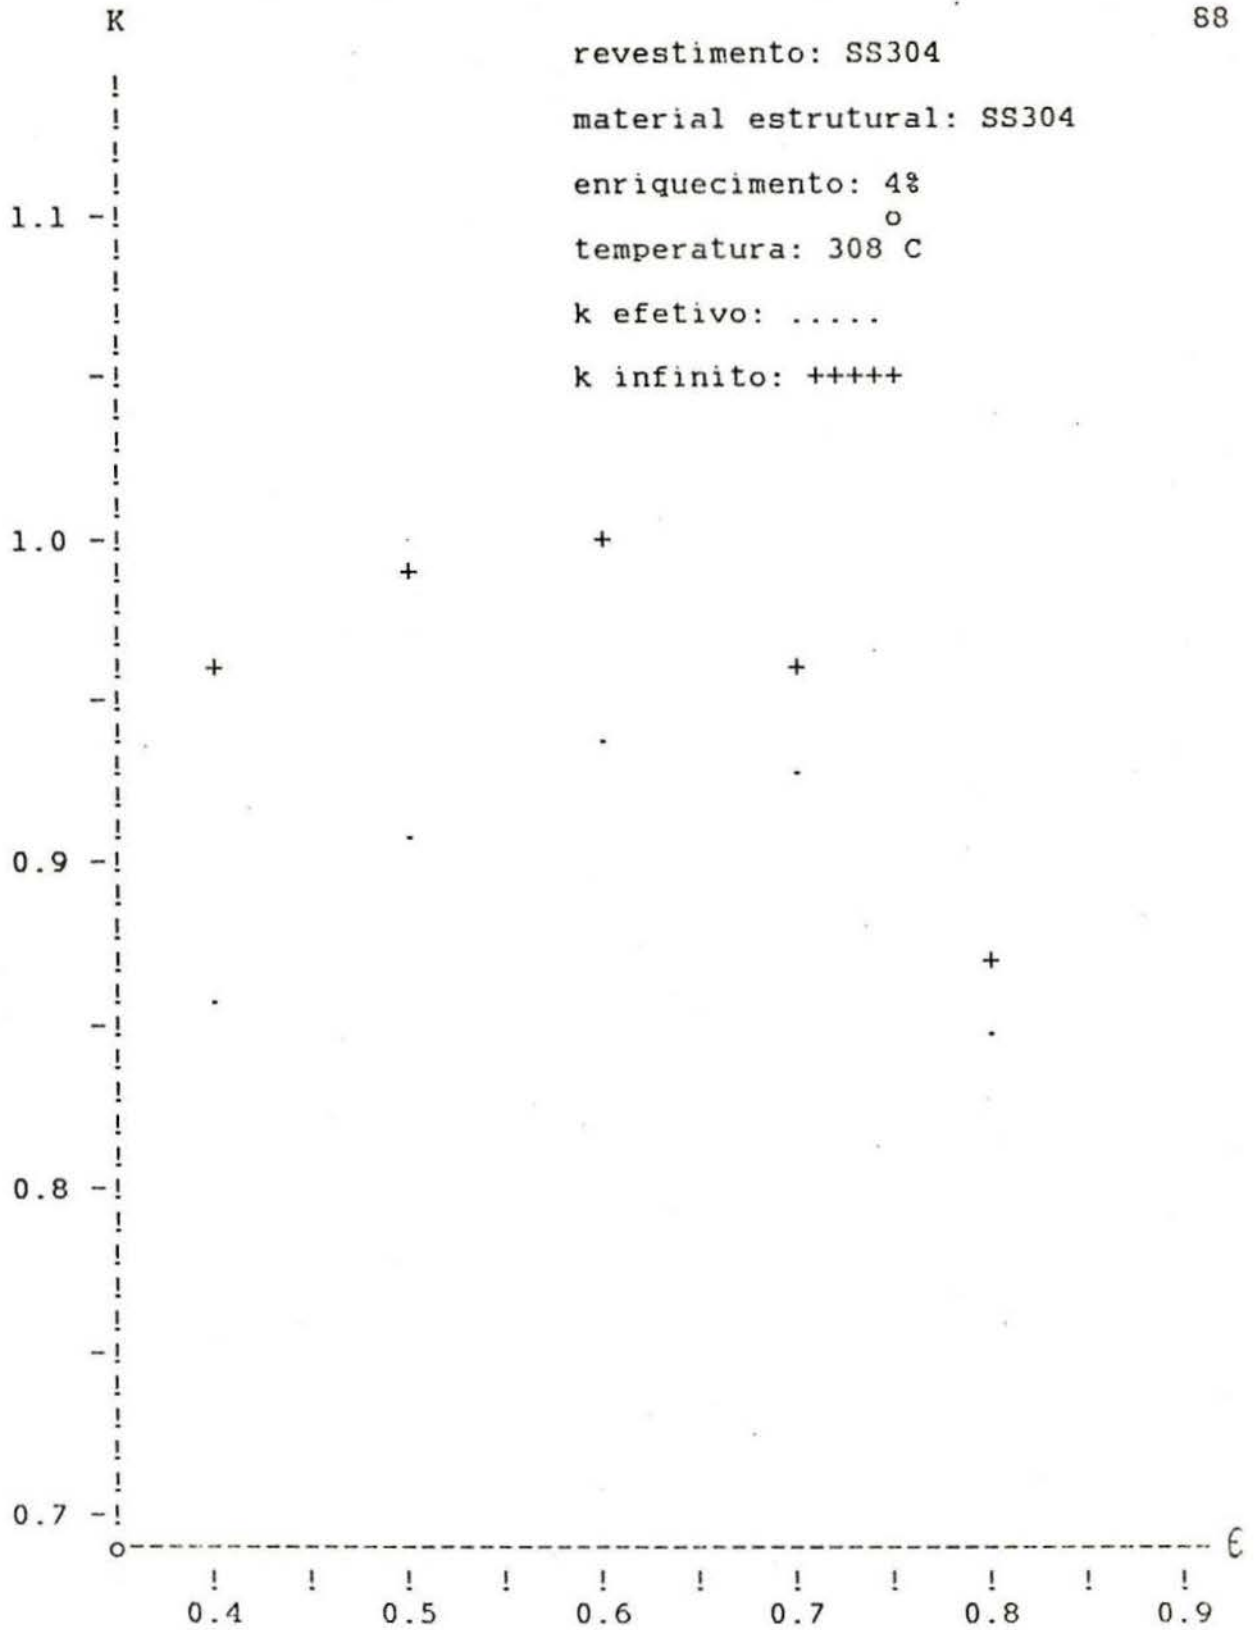 K
88
revestimento: SS304
material estrutural: SS304
enriquecimento: 4%
o
temperatura: 308 C
k efetivo: .....
k infinito: +++++
1.1
1.0
0.9
0.8
0.7
ϵ
0.4 0.5 0.6 0.7 0.8 0.9